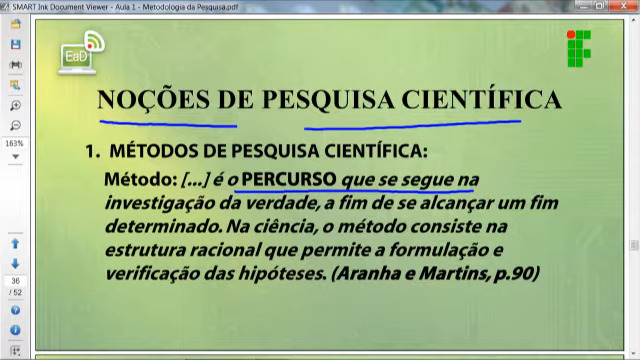 SMART Ink Document Viewer - Aula 1 - Metodologia da Pesquisa.pdf
EaD
NOÇÕES DE PESQUISA CIENTÍFICA
1. MÉTODOS DE PESQUISA CIENTÍFICA:
Método: [...] é o PERCURSO que se segue na
investigação da verdade, a fim de se alcançar um fim
determinado. Na ciência, o método consiste na
estrutura racional que permite a formulação e
verificação das hipóteses. (Aranha e Martins, p.90)
163%
36
/ 52